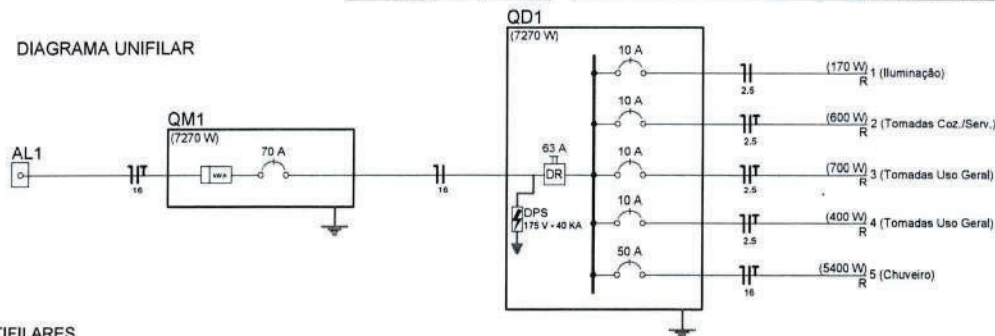 QD1
(7270 W)
DIAGRAMA UNIFILAR
10 A
(170 W) 1 (Iluminação)
R
2.5
10 A
(600 W) 2 (Tomadas Coz./Serv.)
R
T
2.5
QM1
(7270 W)
AL1
70 A
T
16
16
63 A
DR
10 A
(700 W) 3 (Tomadas Uso Geral)
R
T
2.5
DPS
175 V - 40 KA
10 A
(400 W) 4 (Tomadas Uso Geral)
R
T
2.5
50 A
(5400 W) 5 (Chuveiro)
R
T
16